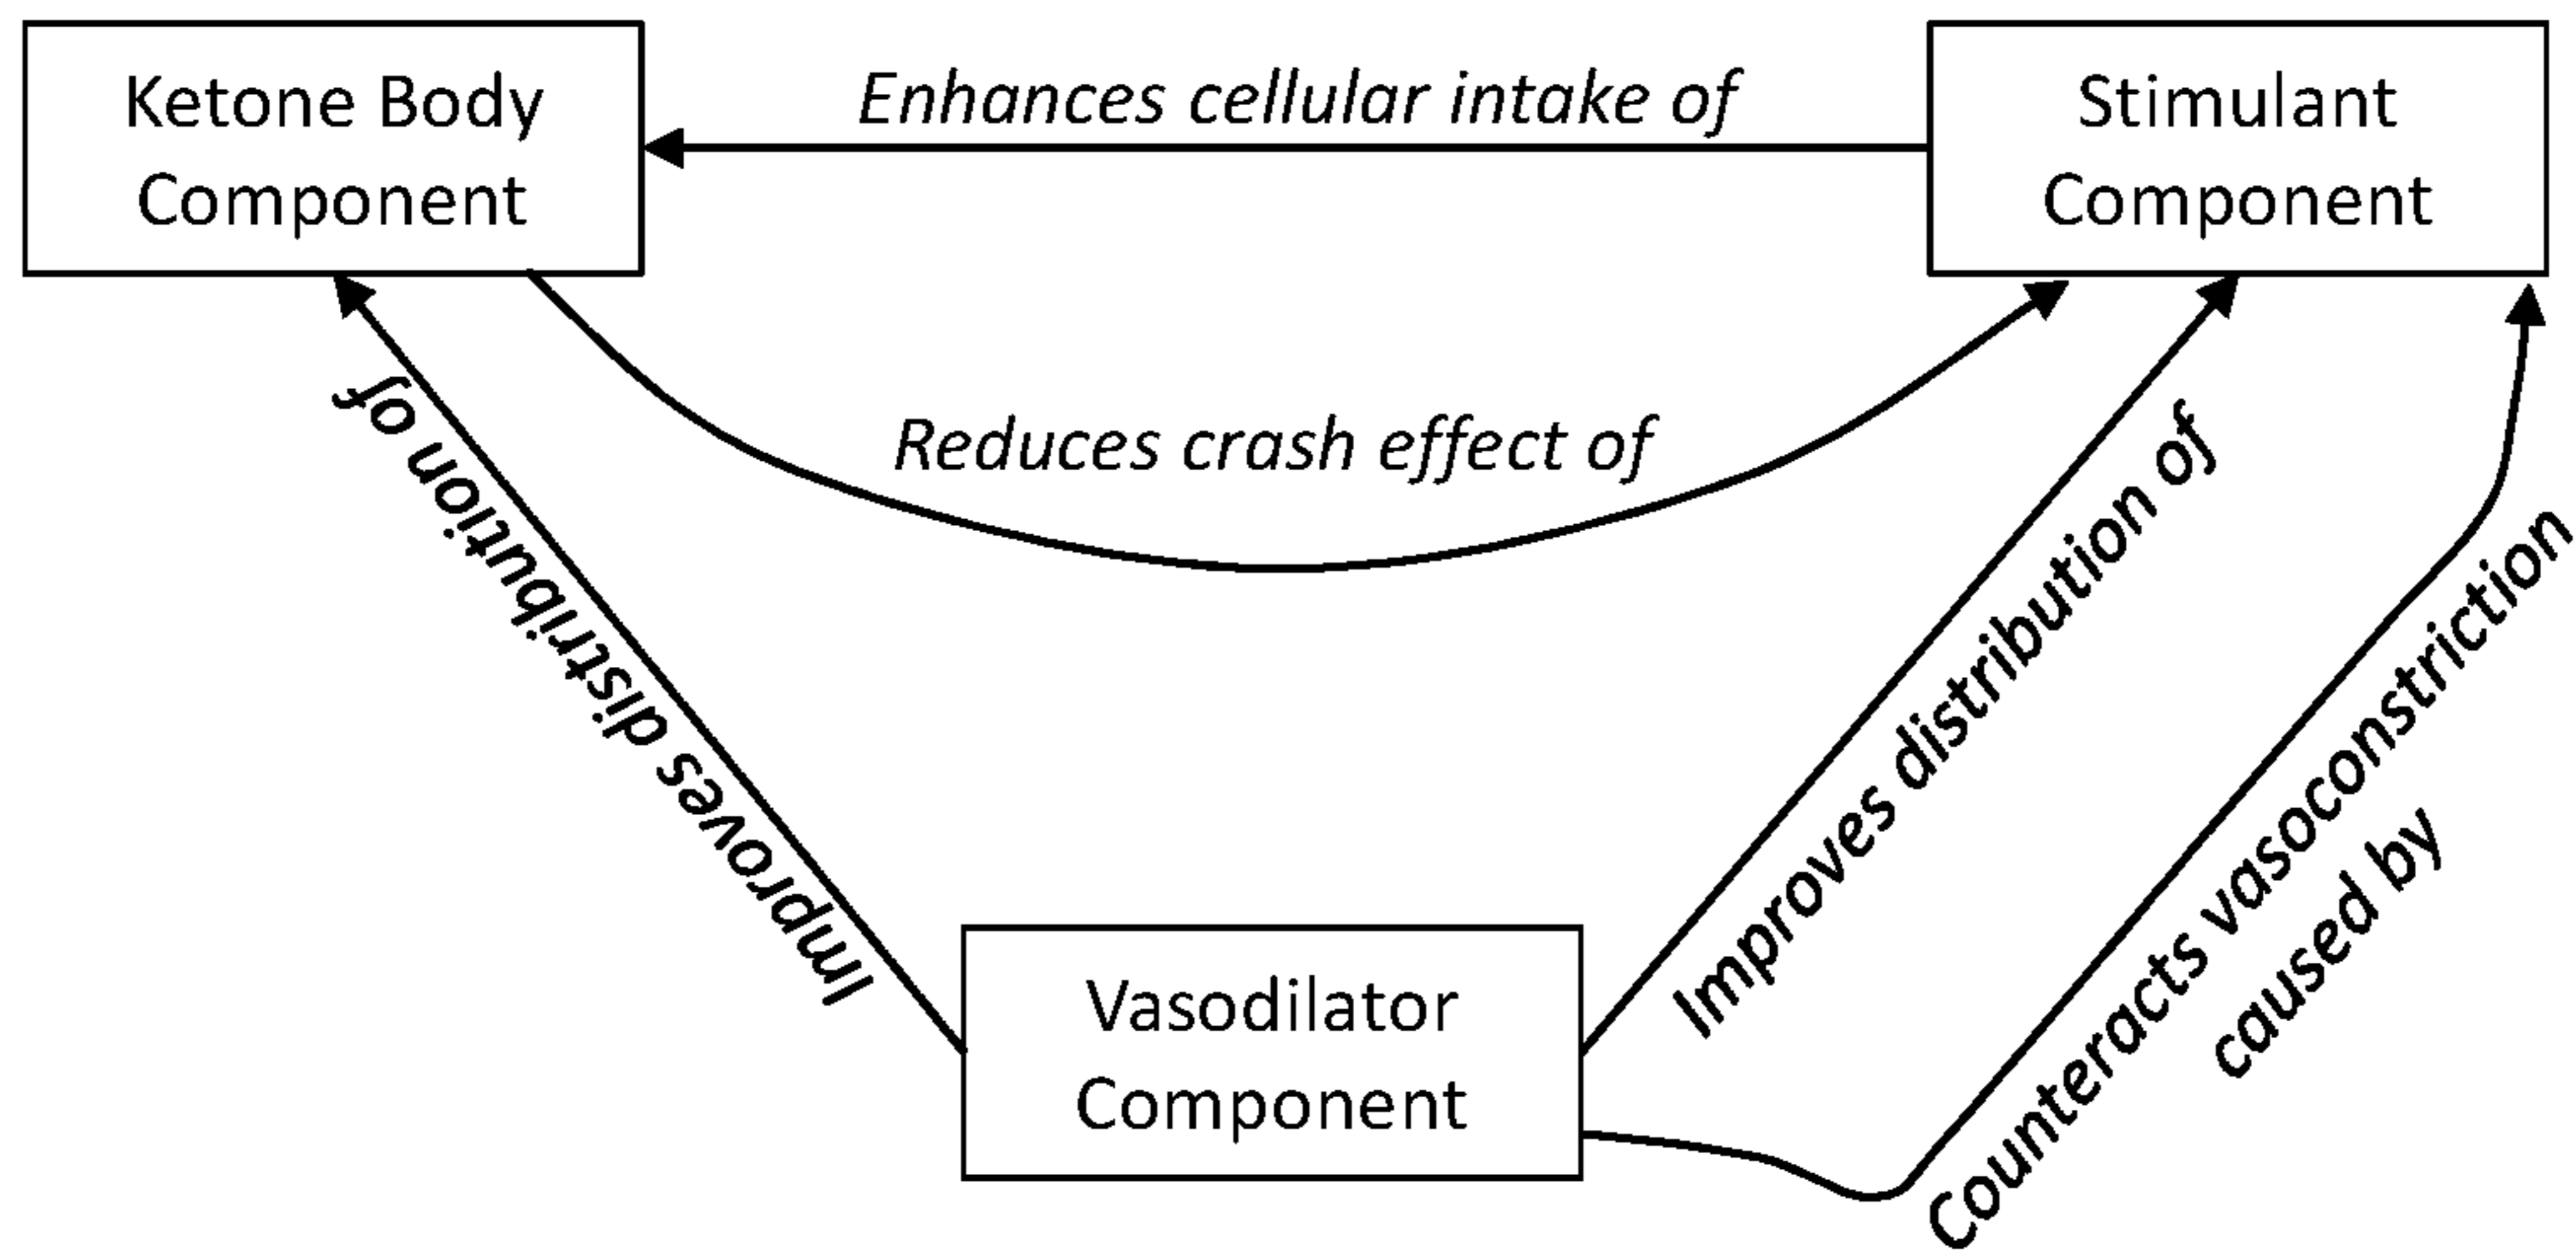 Ketone Body
Component
Enhances cellular intake of
Stimulant
Component
Reduces crash effect of
Improves distribution of
Improves distribution of
Counteracts vasoconstriction
caused by
Vasodilator
Component